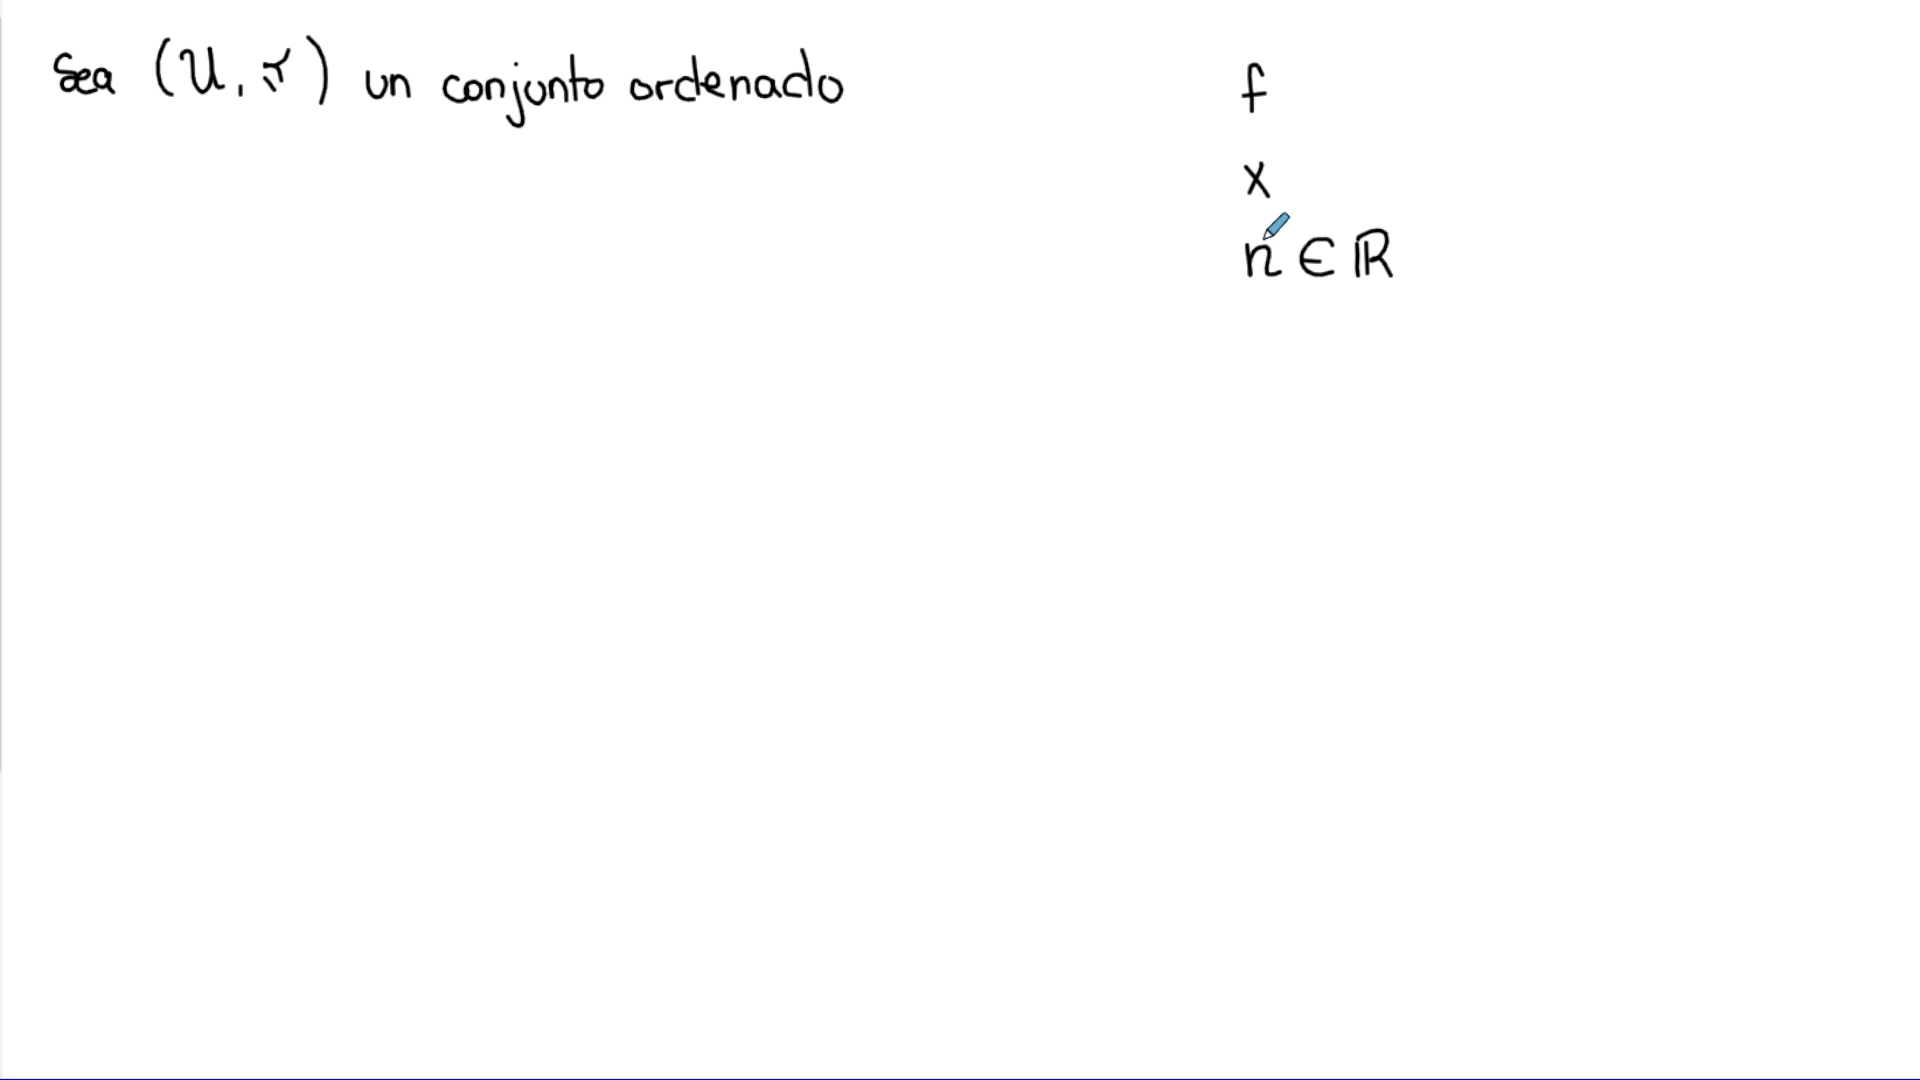 Sea (U, ≼) un conjunto ordenado
f
x
n ∈ ℝ